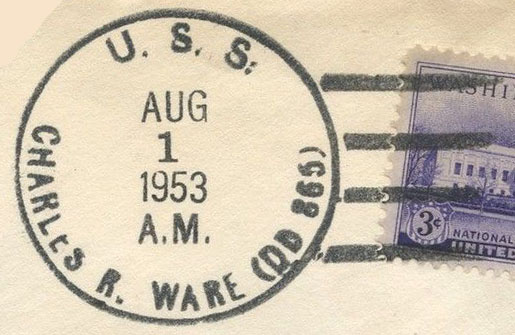 U. S. S.
CHARLES R. WARE (DD 865)
AUG
1
1953
A.M.
WASHI
3¢
NATIONAL
UNITED